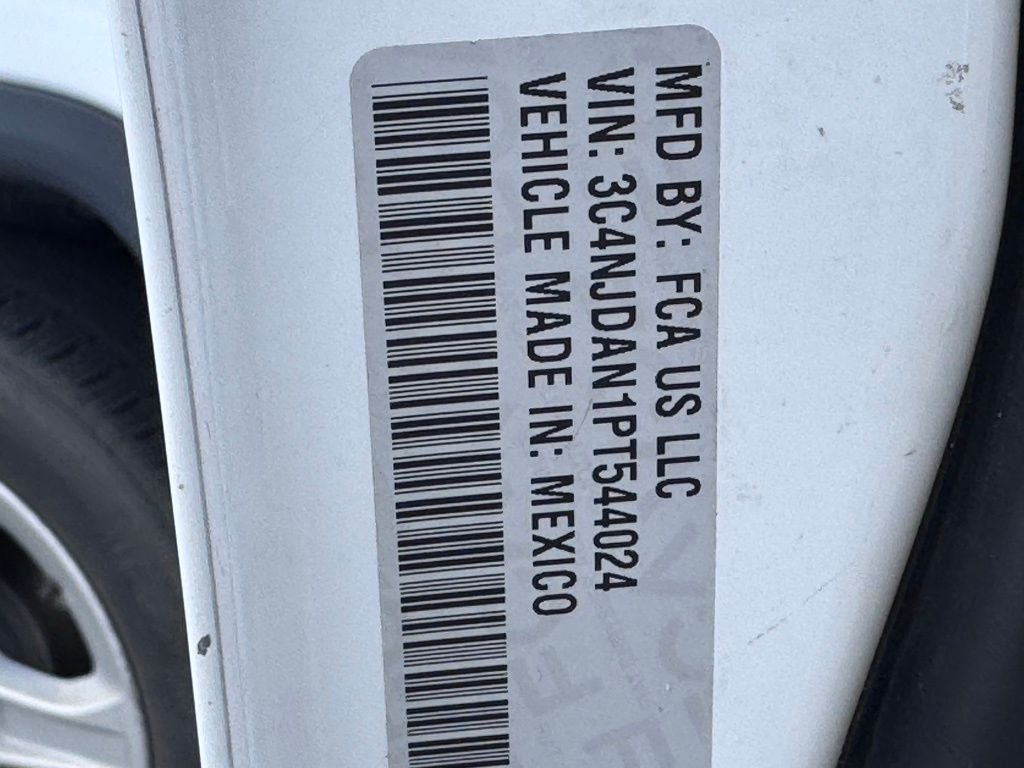 MFD BY: FCA US LLC
VIN: 3C4NJDAN1PT544024
VEHICLE MADE IN: MEXICO